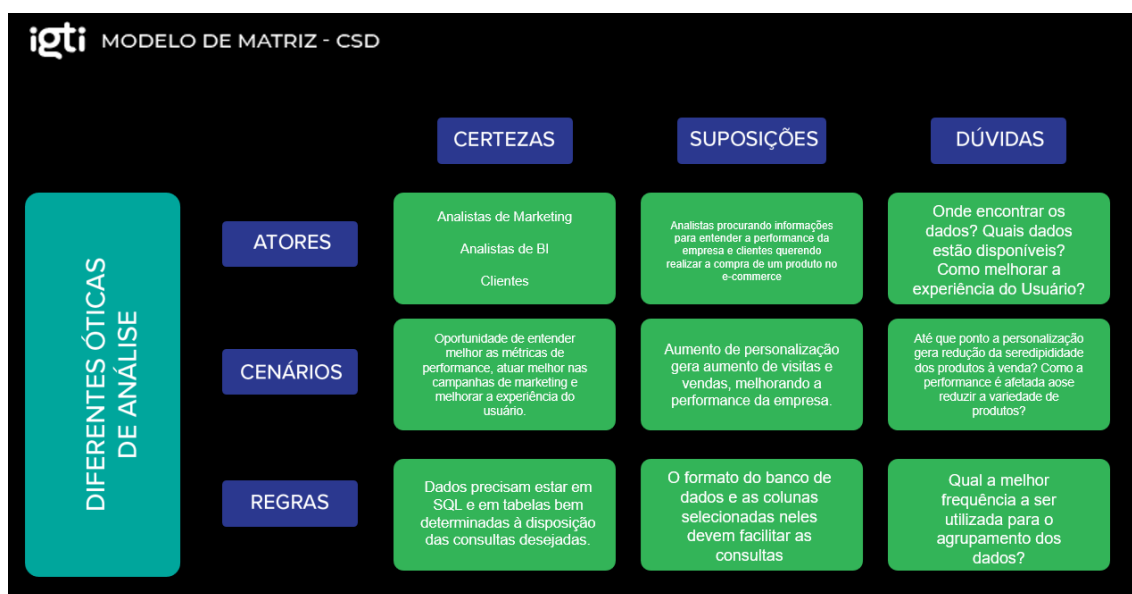 igti MODELO DE MATRIZ - CSD
CERTEZAS
SUPOSIÇÕES
DÚVIDAS
DIFERENTES ÓTICAS
DE ANÁLISE
ATORES
Analistas de Marketing
Analistas de BI
Clientes
Analistas procurando informações
para entender a performance da
empresa e clientes querendo
realizar a compra de um produto no
e-commerce
Onde encontrar os
dados? Quais dados
estão disponíveis?
Como melhorar a
experiência do Usuário?
CENÁRIOS
Oportunidade de entender
melhor as métricas de
performance, atuar melhor nas
campanhas de marketing e
melhorar a experiência do
usuário.
Aumento de personalização
gera aumento de visitas e
vendas, melhorando a
performance da empresa.
Até que ponto a personalização
gera redução da seredipididade
dos produtos à venda? Como a
performance é afetada aose
reduzir a variedade de
produtos?
REGRAS
Dados precisam estar em
SQL e em tabelas bem
determinadas à disposição
das consultas desejadas.
O formato do banco de
dados e as colunas
selecionadas neles
devem facilitar as
consultas
Qual a melhor
frequência a ser
utilizada para o
agrupamento dos
dados?